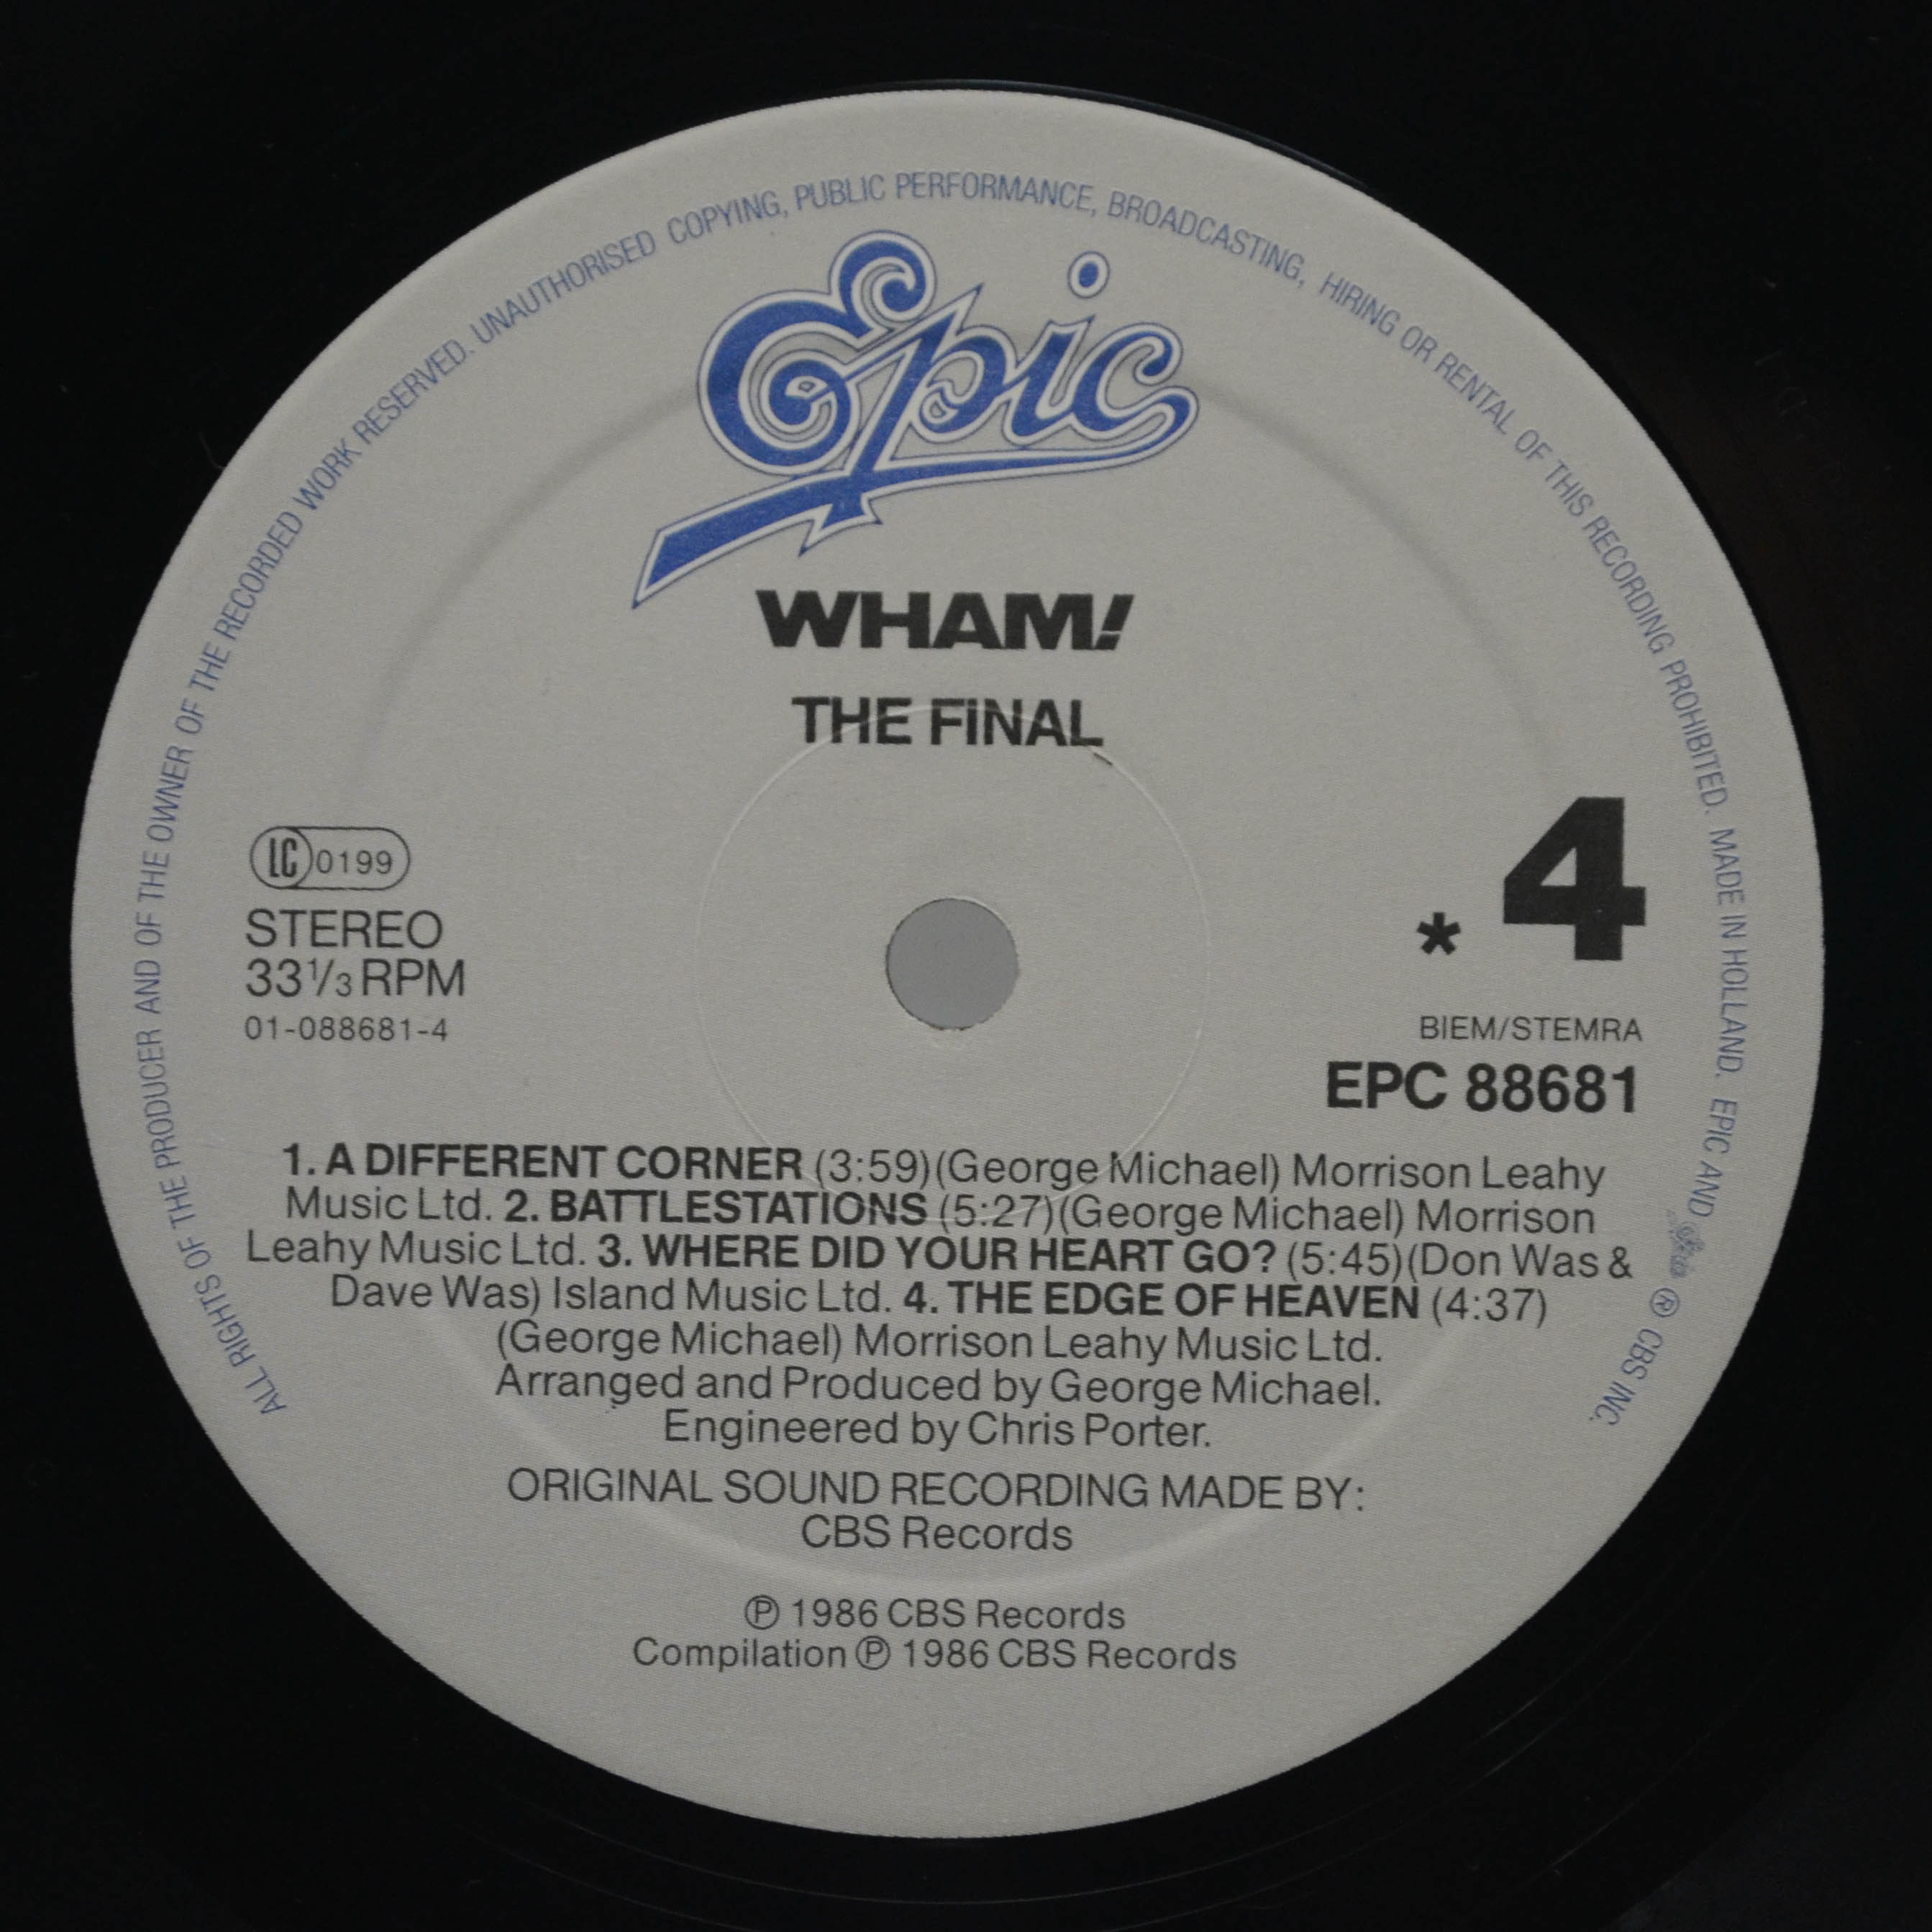 ALL RIGHTS OF THE PRODUCER AND OF THE OWNER OF THE RECORDED WORK RESERVED. UNAUTHORISED COPYING, PUBLIC PERFORMANCE, BROADCASTING, HIRING OR RENTAL OF THIS RECORDING PROHIBITED. MADE IN HOLLAND. EPIC AND Epic ® CBS INC.
Epic
WHAM!
THE FINAL
LC 0199
STEREO
33⅓ RPM
01-088681-4
* 4
BIEM/STEMRA
EPC 88681
1. A DIFFERENT CORNER (3:59) (George Michael) Morrison Leahy
Music Ltd. 2. BATTLESTATIONS (5:27) (George Michael) Morrison
Leahy Music Ltd. 3. WHERE DID YOUR HEART GO? (5:45) (Don Was &
Dave Was) Island Music Ltd. 4. THE EDGE OF HEAVEN (4:37)
(George Michael) Morrison Leahy Music Ltd.
Arranged and Produced by George Michael.
Engineered by Chris Porter.
ORIGINAL SOUND RECORDING MADE BY:
CBS Records
℗ 1986 CBS Records
Compilation ℗ 1986 CBS Records